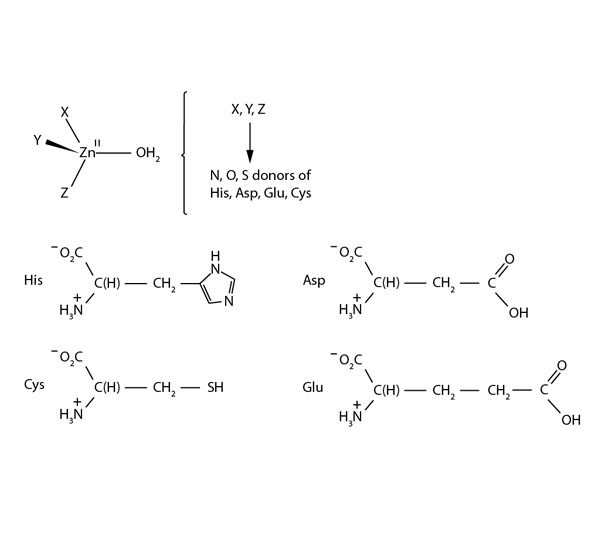 X
Y
Zn II OH2
Z
X, Y, Z
N, O, S donors of
His, Asp, Glu, Cys
His
−O2C
C(H) CH2
H3N +
H
N
N
Asp
−O2C
C(H) CH2 C
H3N +
O
OH
Cys
−O2C
C(H) CH2 SH
H3N +
Glu
−O2C
C(H) CH2 CH2 C
H3N +
O
OH